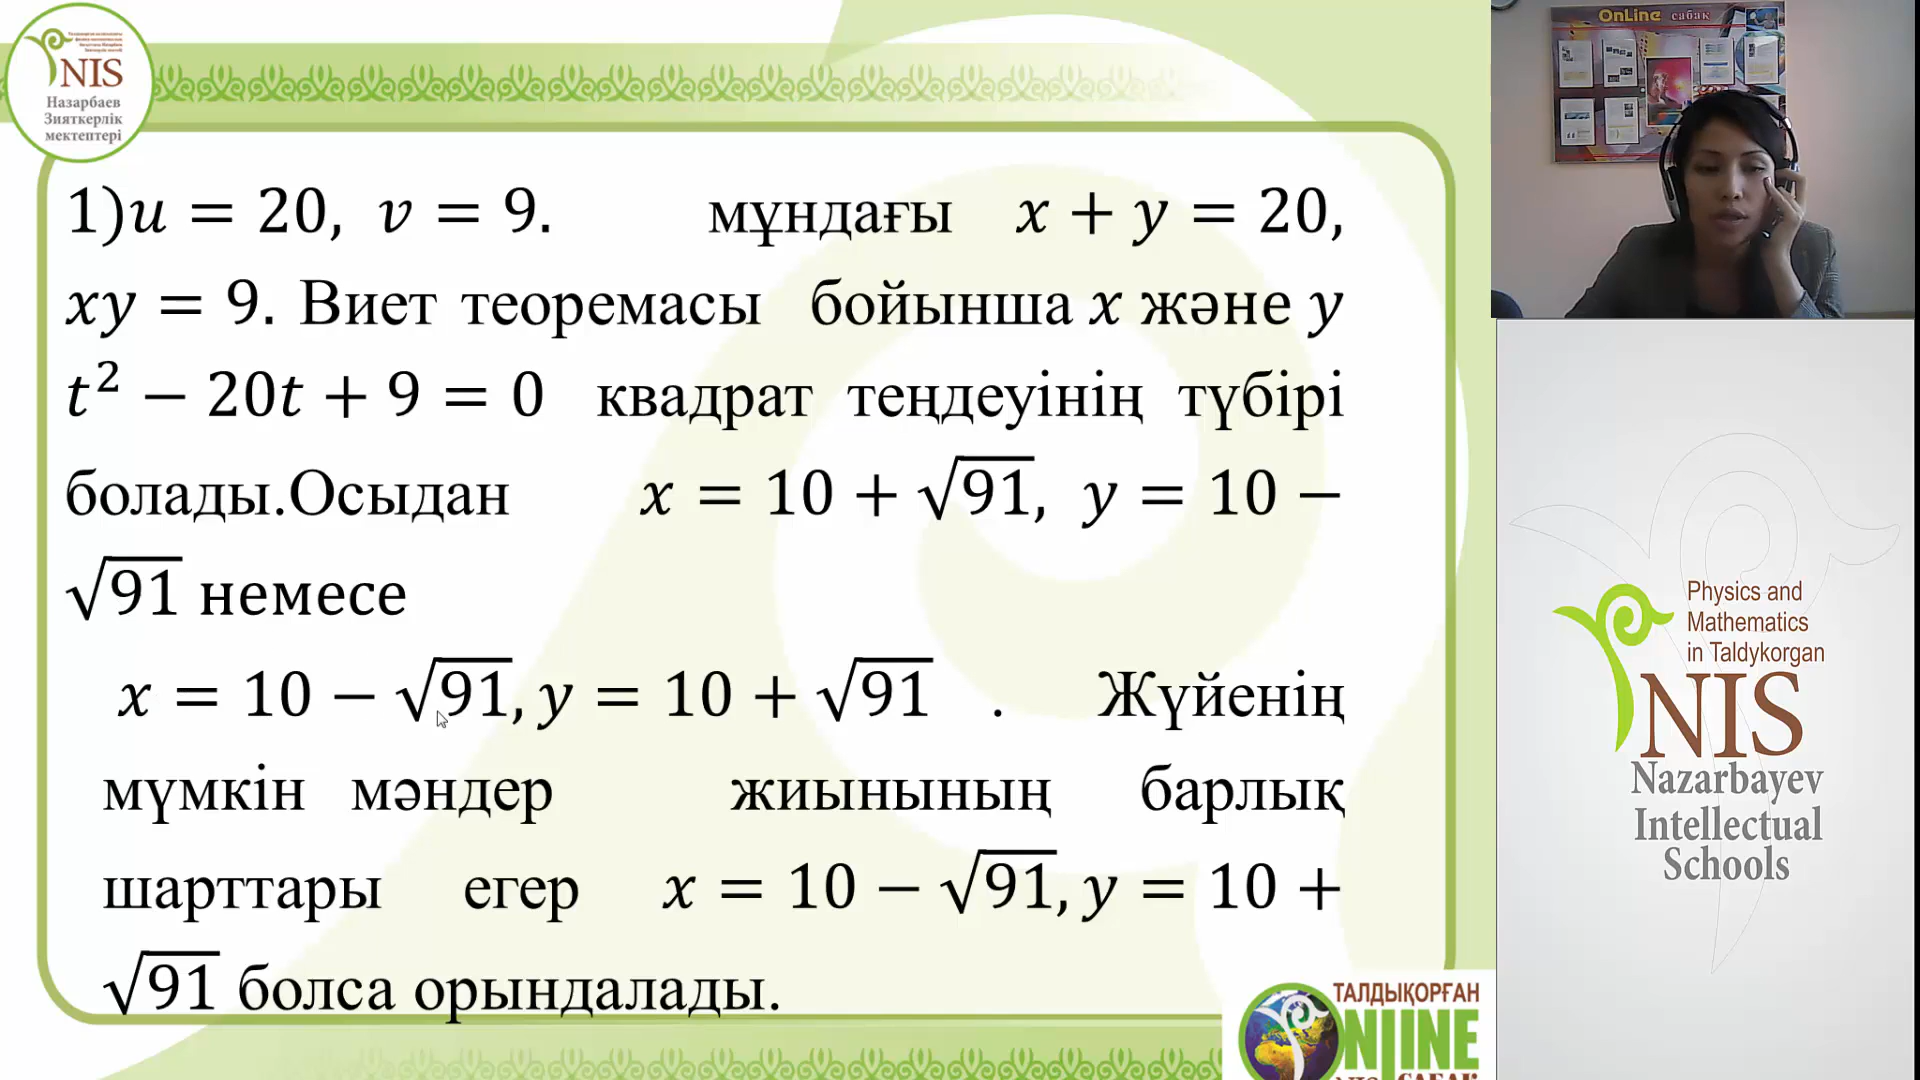 NIS
Назарбаев
Зияткерлік
мектептері
1)u = 20, v = 9. мұндағы x + y = 20,
xy = 9. Виет теоремасы бойынша x және y
t² − 20t + 9 = 0 квадрат теңдеуінің түбірі
болады.Осыдан x = 10 + √91, y = 10 −
√91 немесе
x = 10 − √91, y = 10 + √91 . Жүйенің
мүмкін мәндер жиынының барлық
шарттары егер x = 10 − √91, y = 10 +
√91 болса орындалады.
ТАЛДЫҚОРҒАН
ONLINE
OnLine сабақ
Physics and
Mathematics
in Taldykorgan
NIS
Nazarbayev
Intellectual
Schools